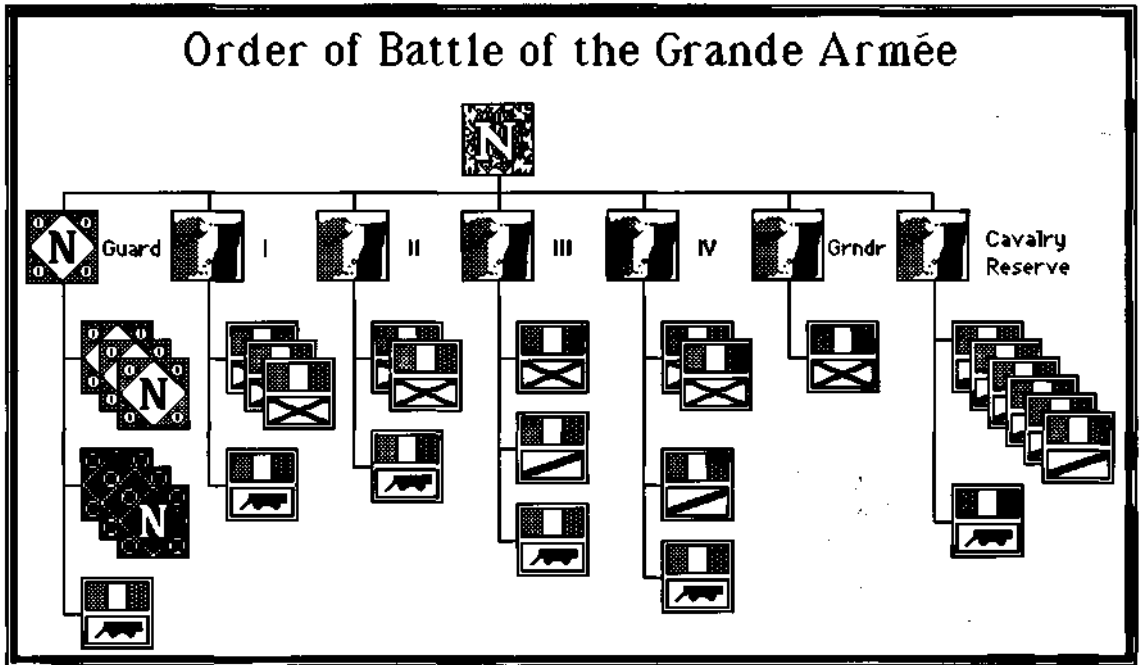 Order of Battle of the Grande Armée
N
N Guard
I
II
III
IV
Grndr
Cavalry
Reserve
N
N